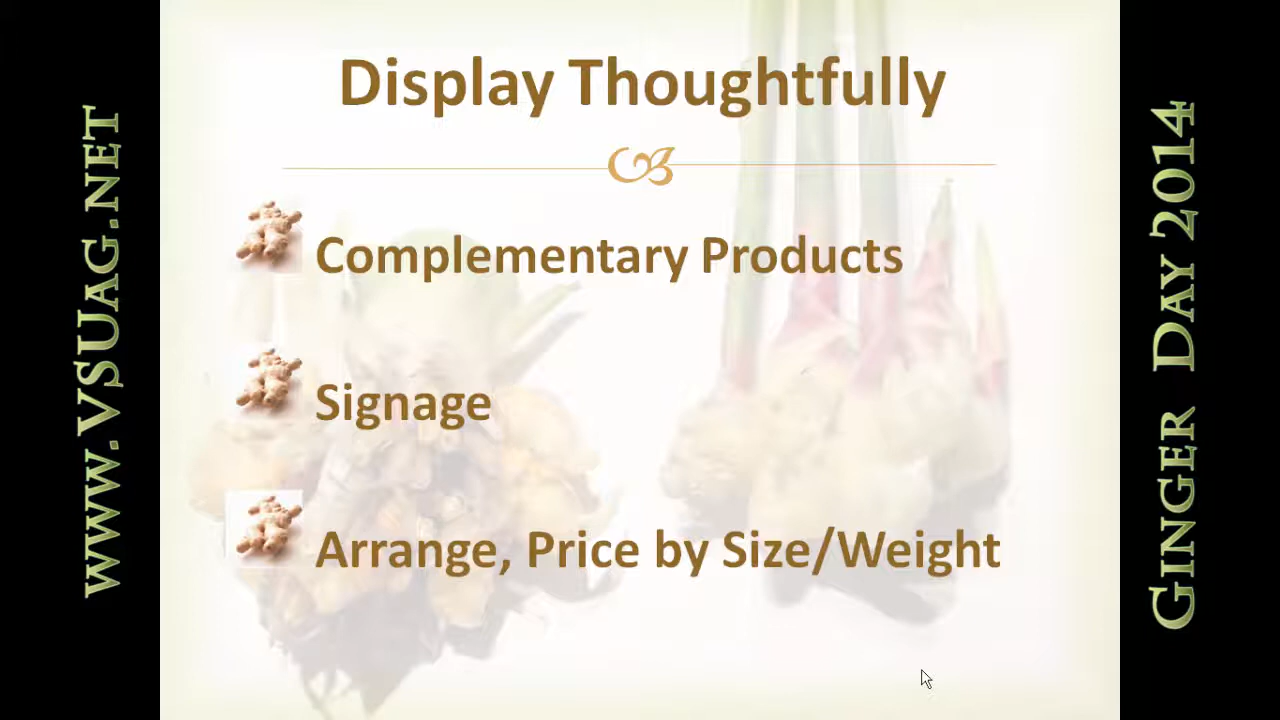 Display Thoughtfully
Complementary Products
Signage
Arrange, Price by Size/Weight
www.VSUAG.NET
GINGER DAY 2014